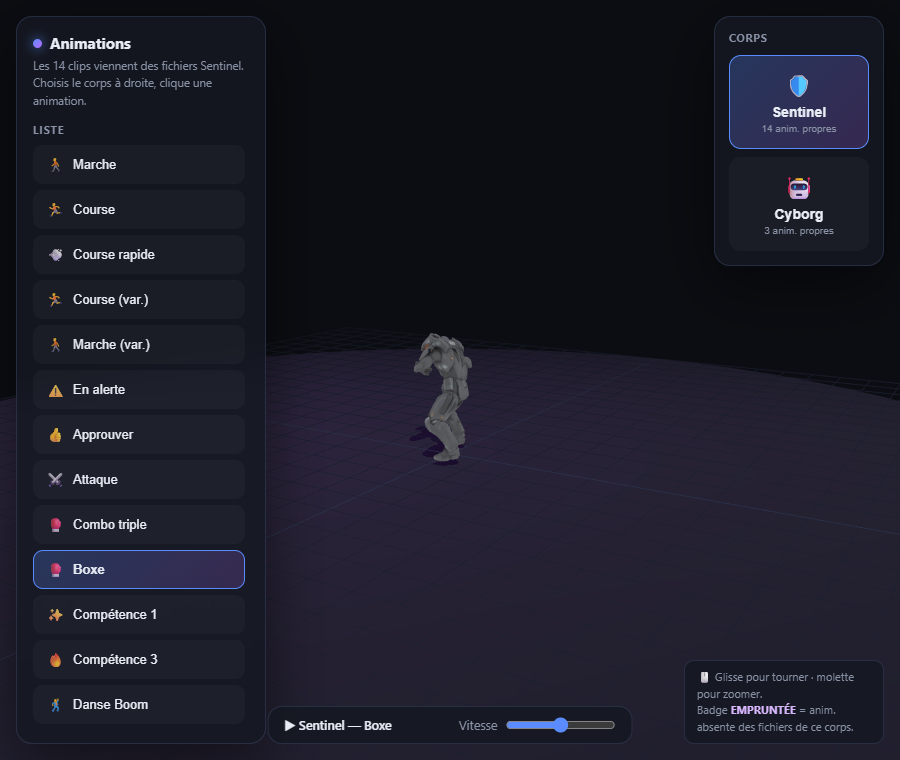 Animations
Les 14 clips viennent des fichiers Sentinel.
Choisis le corps à droite, clique une
animation.
LISTE
Marche
Course
Course rapide
Course (var.)
Marche (var.)
En alerte
Approuver
Attaque
Combo triple
Boxe
Compétence 1
Compétence 3
Danse Boom
CORPS
Sentinel
14 anim. propres
Cyborg
3 anim. propres
▶ Sentinel — Boxe
Vitesse
Glisse pour tourner · molette
pour zoomer.
Badge EMPRUNTÉE = anim.
absente des fichiers de ce corps.